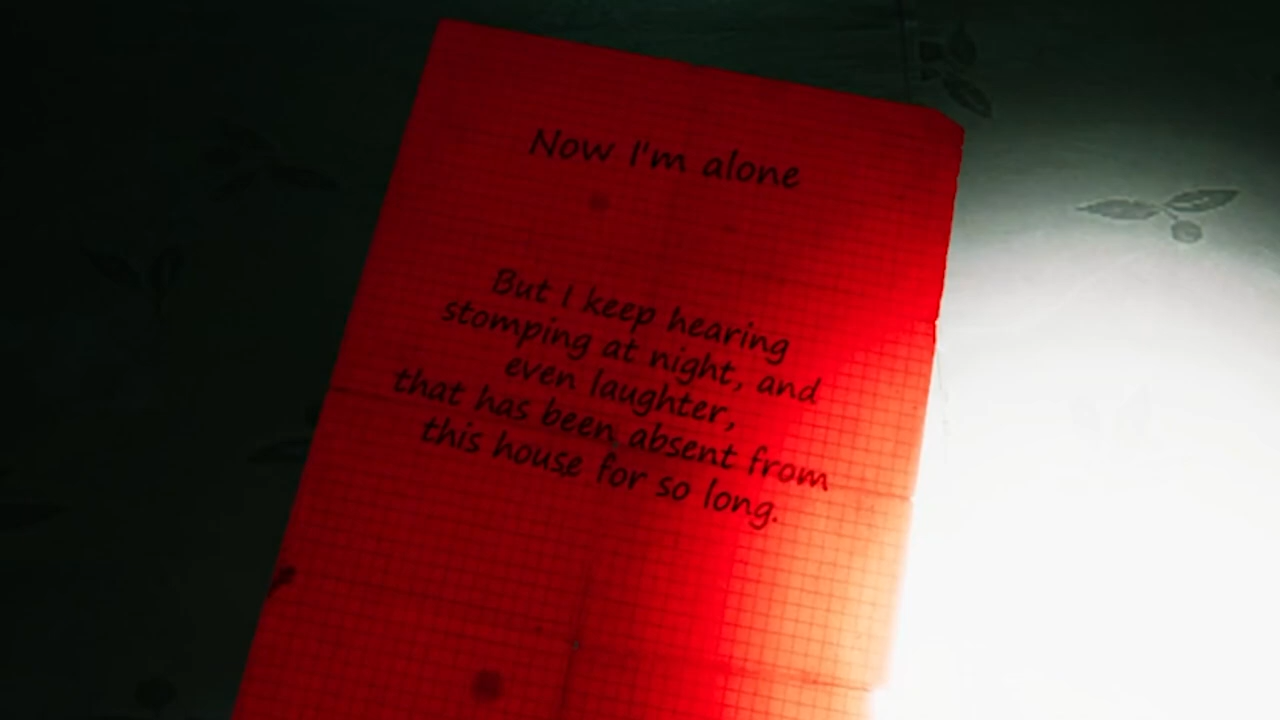 Now I'm alone
But I keep hearing
stomping at night, and
even laughter,
that has been absent from
this house for so long.